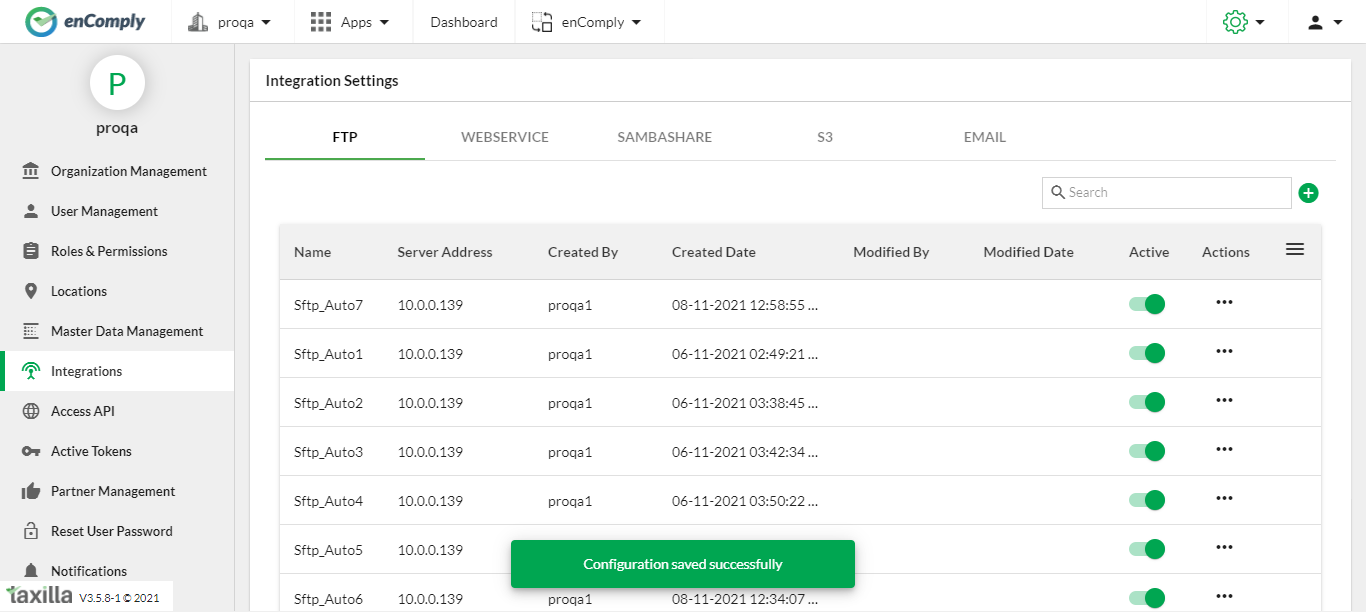 enComply proqa Apps Dashboard enComply
P
proqa
Organization Management
User Management
Roles & Permissions
Locations
Master Data Management
Integrations
Access API
Active Tokens
Partner Management
Reset User Password
Notifications
taxilla V3.5.8-1 © 2021
Integration Settings
FTP WEBSERVICE SAMBASHARE S3 EMAIL
Search
Name Server Address Created By Created Date Modified By Modified Date Active Actions
Sftp_Auto7 10.0.0.139 proqa1 08-11-2021 12:58:55 ...
Sftp_Auto1 10.0.0.139 proqa1 06-11-2021 02:49:21 ...
Sftp_Auto2 10.0.0.139 proqa1 06-11-2021 03:38:45 ...
Sftp_Auto3 10.0.0.139 proqa1 06-11-2021 03:42:34 ...
Sftp_Auto4 10.0.0.139 proqa1 06-11-2021 03:50:22 ...
Sftp_Auto5 10.0.0.139
Configuration saved successfully
Sftp_Auto6 10.0.0.139 proqa1 08-11-2021 12:34:07 ...